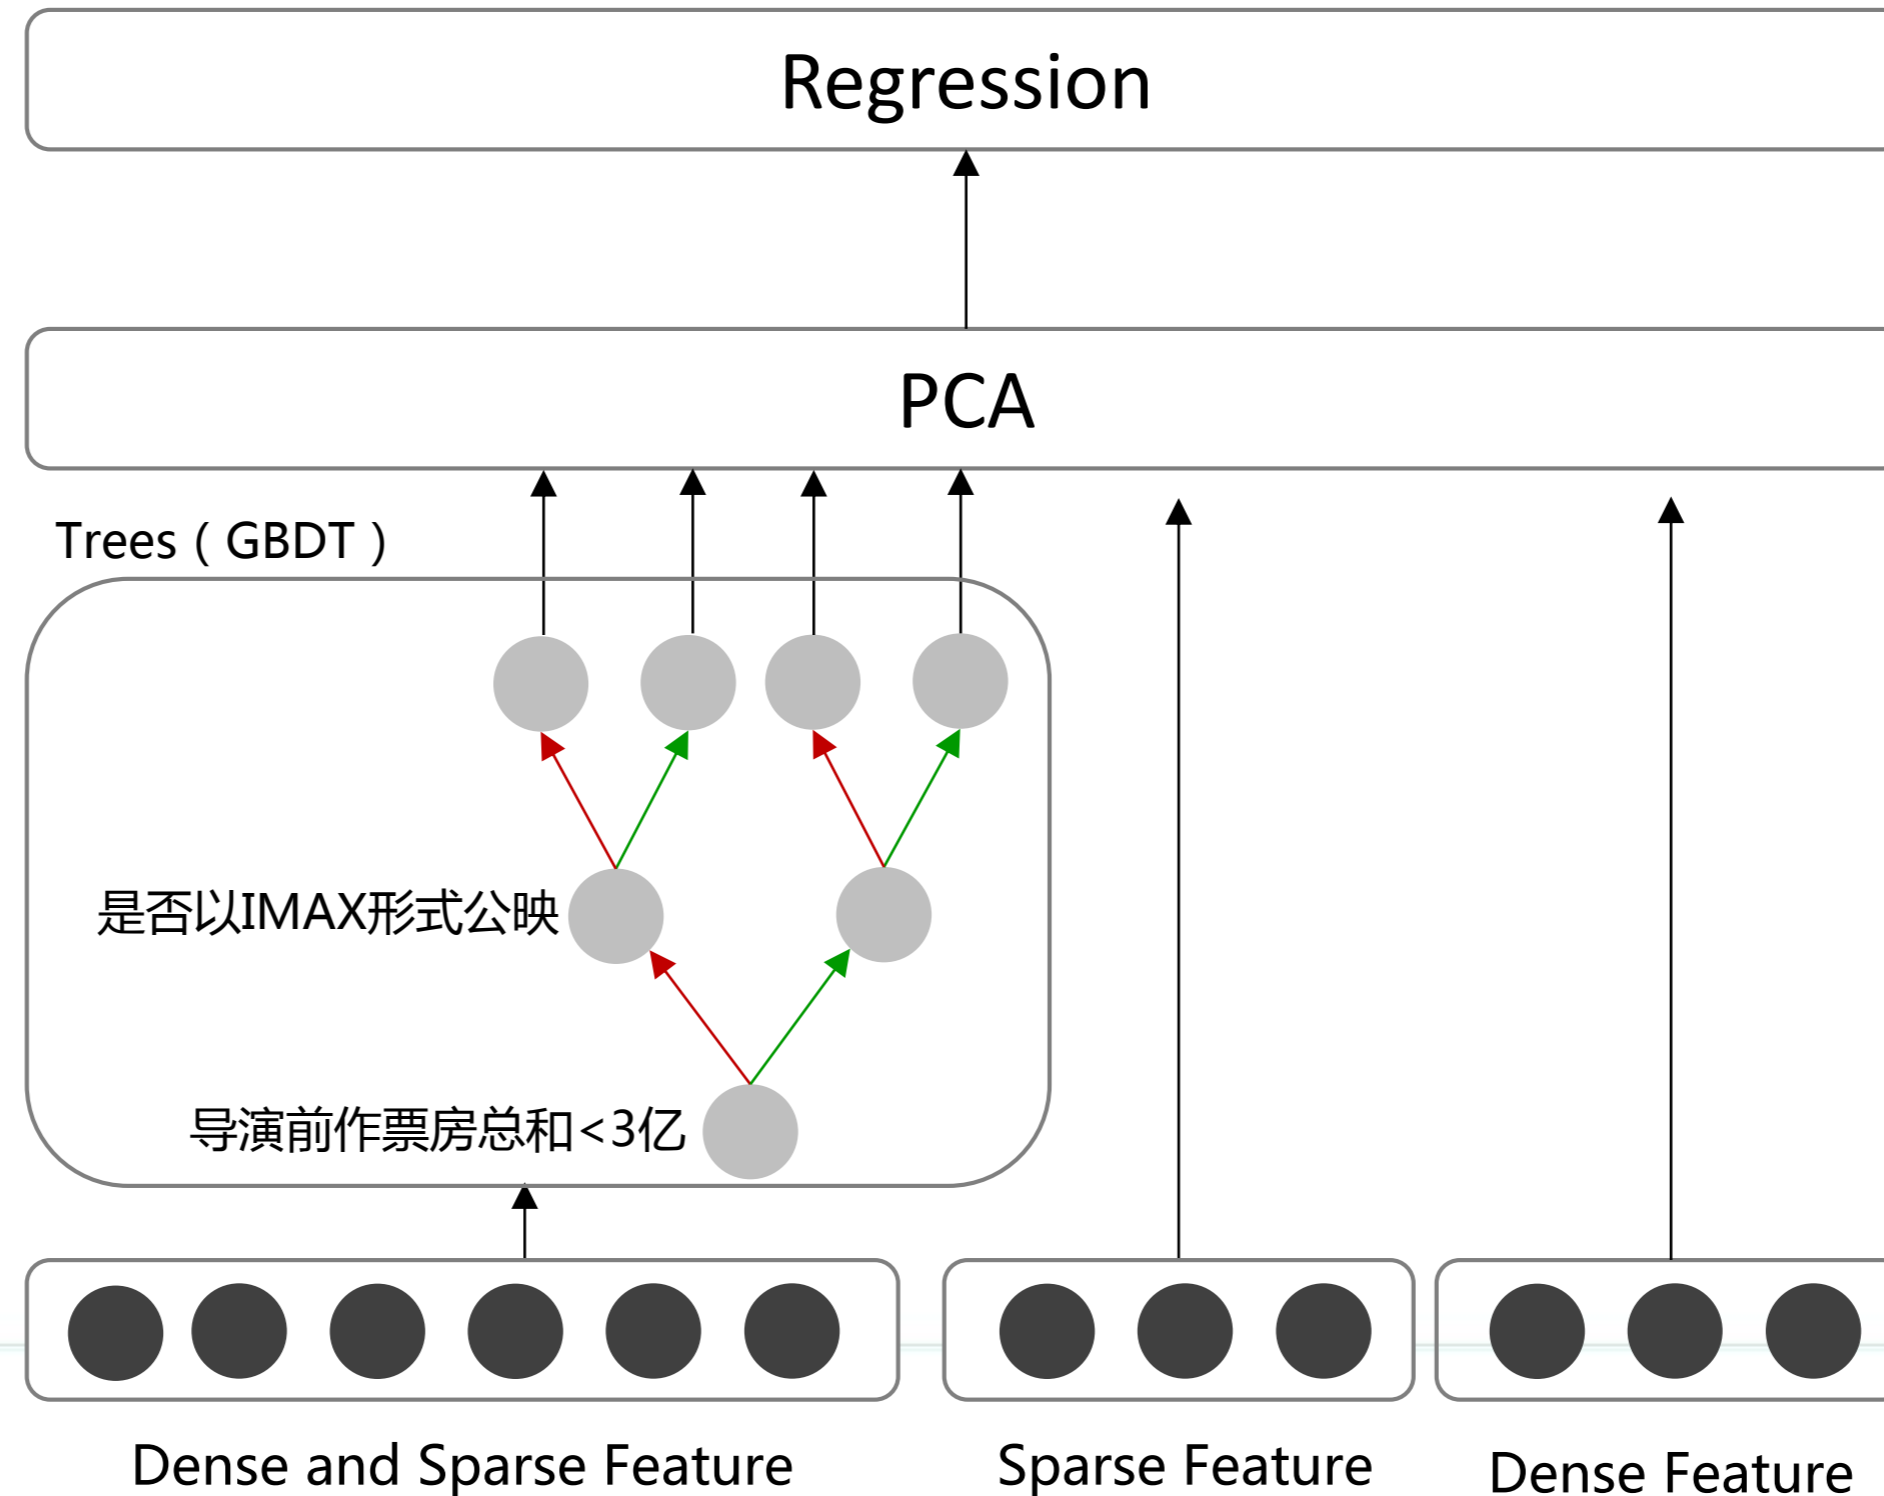 Regression
PCA
Trees（GBDT）
是否以IMAX形式公映
导演前作票房总和<3亿
Dense and Sparse Feature
Sparse Feature
Dense Feature